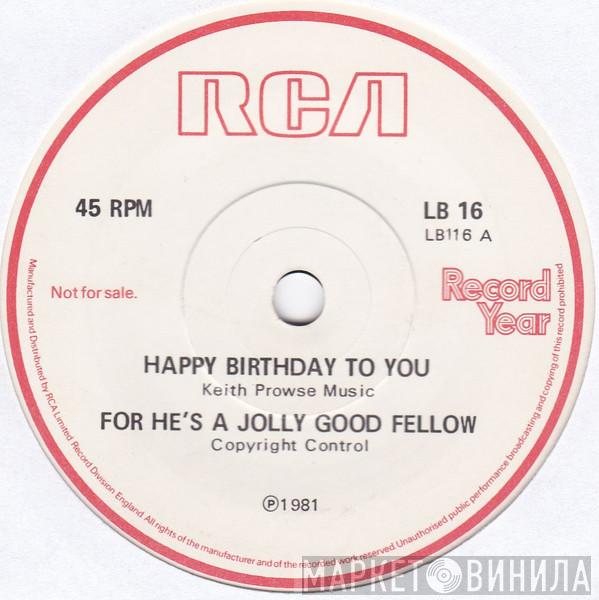 RCA
45 RPM
LB 16
LB116 A
Not for sale.
Record
Year
HAPPY BIRTHDAY TO YOU
Keith Prowse Music
FOR HE'S A JOLLY GOOD FELLOW
Copyright Control
℗1981
Manufactured and Distributed by RCA Limited, Record Division England. All rights of the manufacturer and of the recorded work reserved. Unauthorised public performance broadcasting and copying of this record prohibited
МАРКЕТ ВИНИЛА